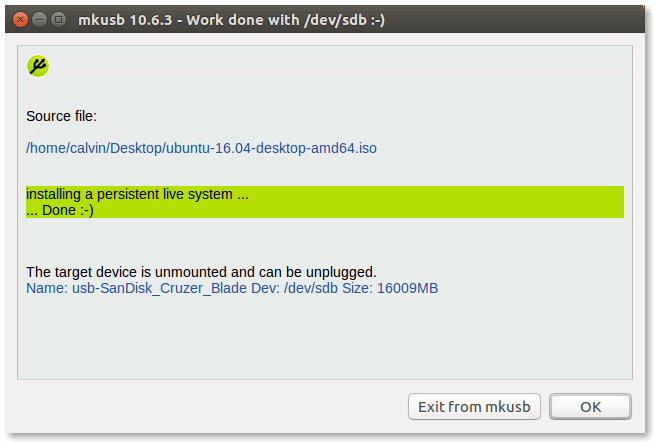 mkusb 10.6.3 - Work done with /dev/sdb :-)
Source file:
/home/calvin/Desktop/ubuntu-16.04-desktop-amd64.iso
installing a persistent live system ...
... Done :-)
The target device is unmounted and can be unplugged.
Name: usb-SanDisk_Cruzer_Blade Dev: /dev/sdb Size: 16009MB
Exit from mkusb OK